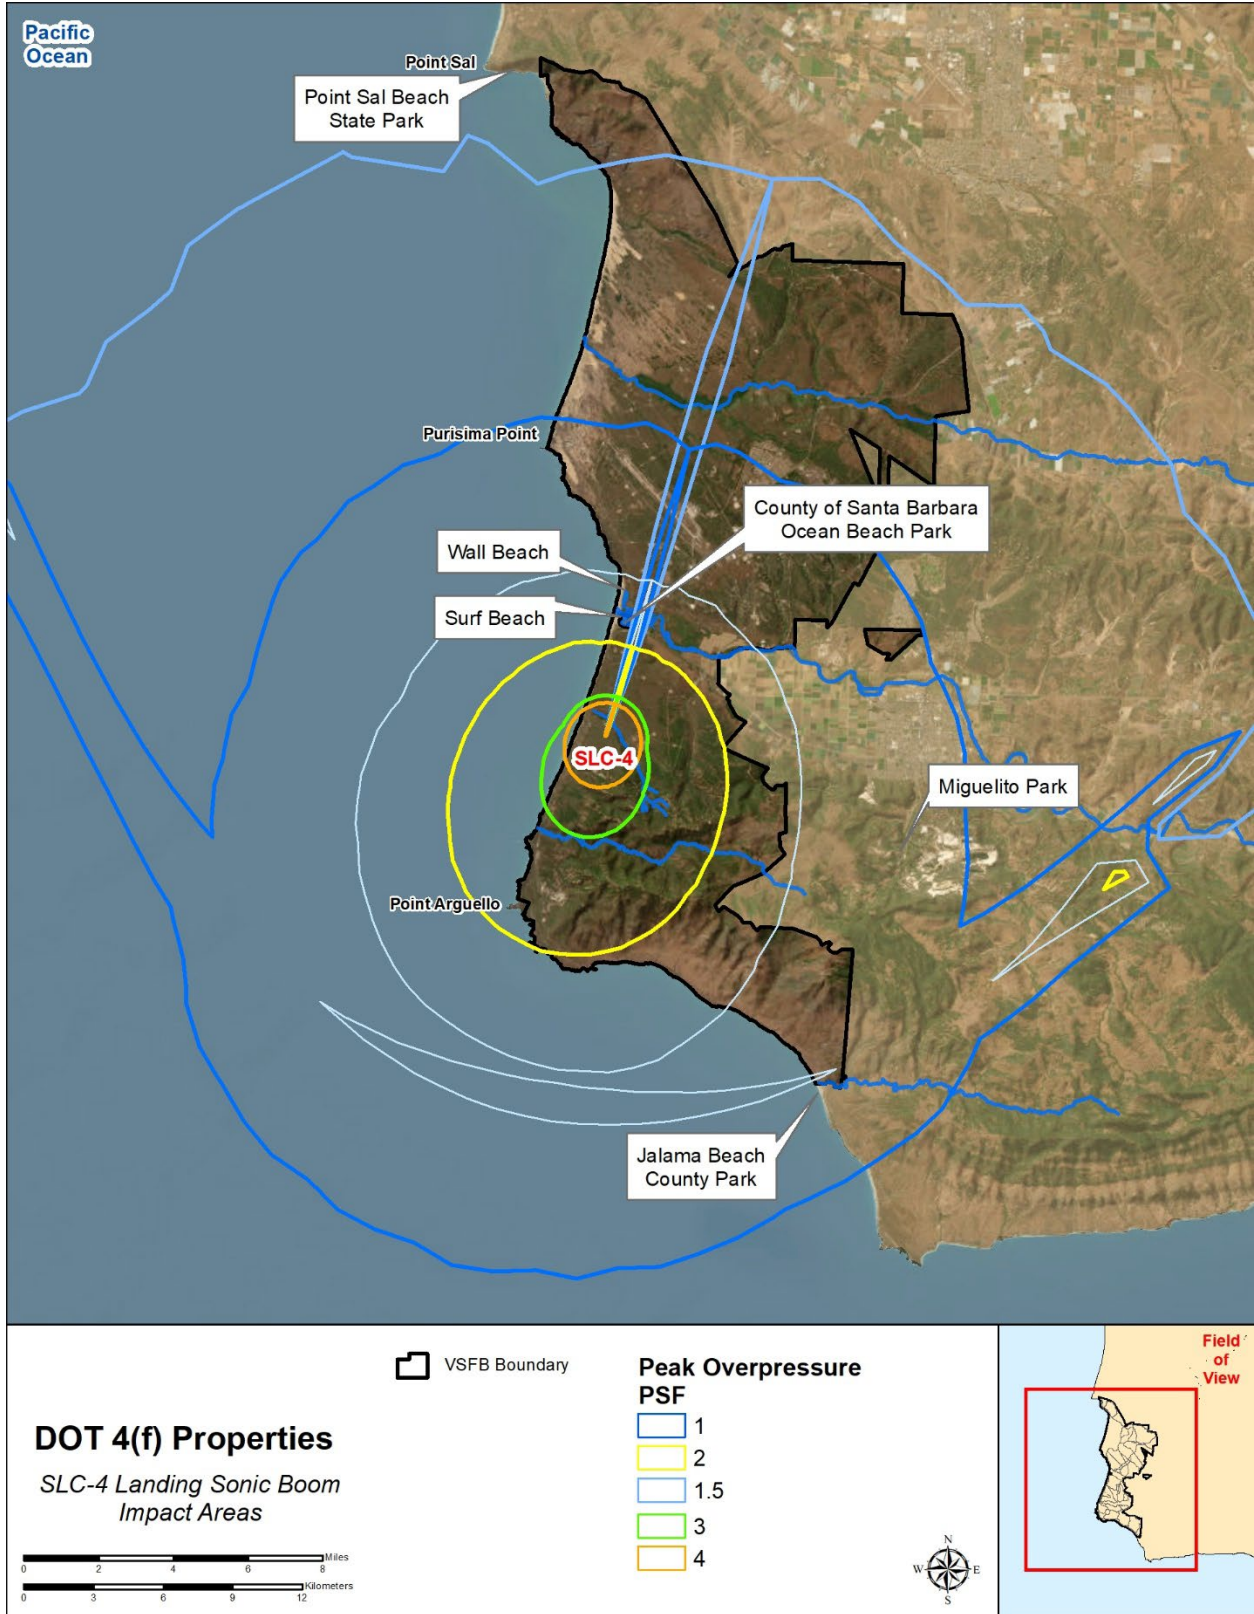 Pacific
Ocean
Point Sal
Point Sal Beach
State Park
Purisima Point
County of Santa Barbara
Ocean Beach Park
Wall Beach
Surf Beach
SLC-4
Miguelito Park
Point Arguello
Jalama Beach
County Park
DOT 4(f) Properties
SLC-4 Landing Sonic Boom
Impact Areas
Miles
0 2 4 6 8
Kilometers
0 3 6 9 12
VSFB Boundary
Peak Overpressure
PSF
1
2
1.5
3
4
N
W E
S
Field
of
View